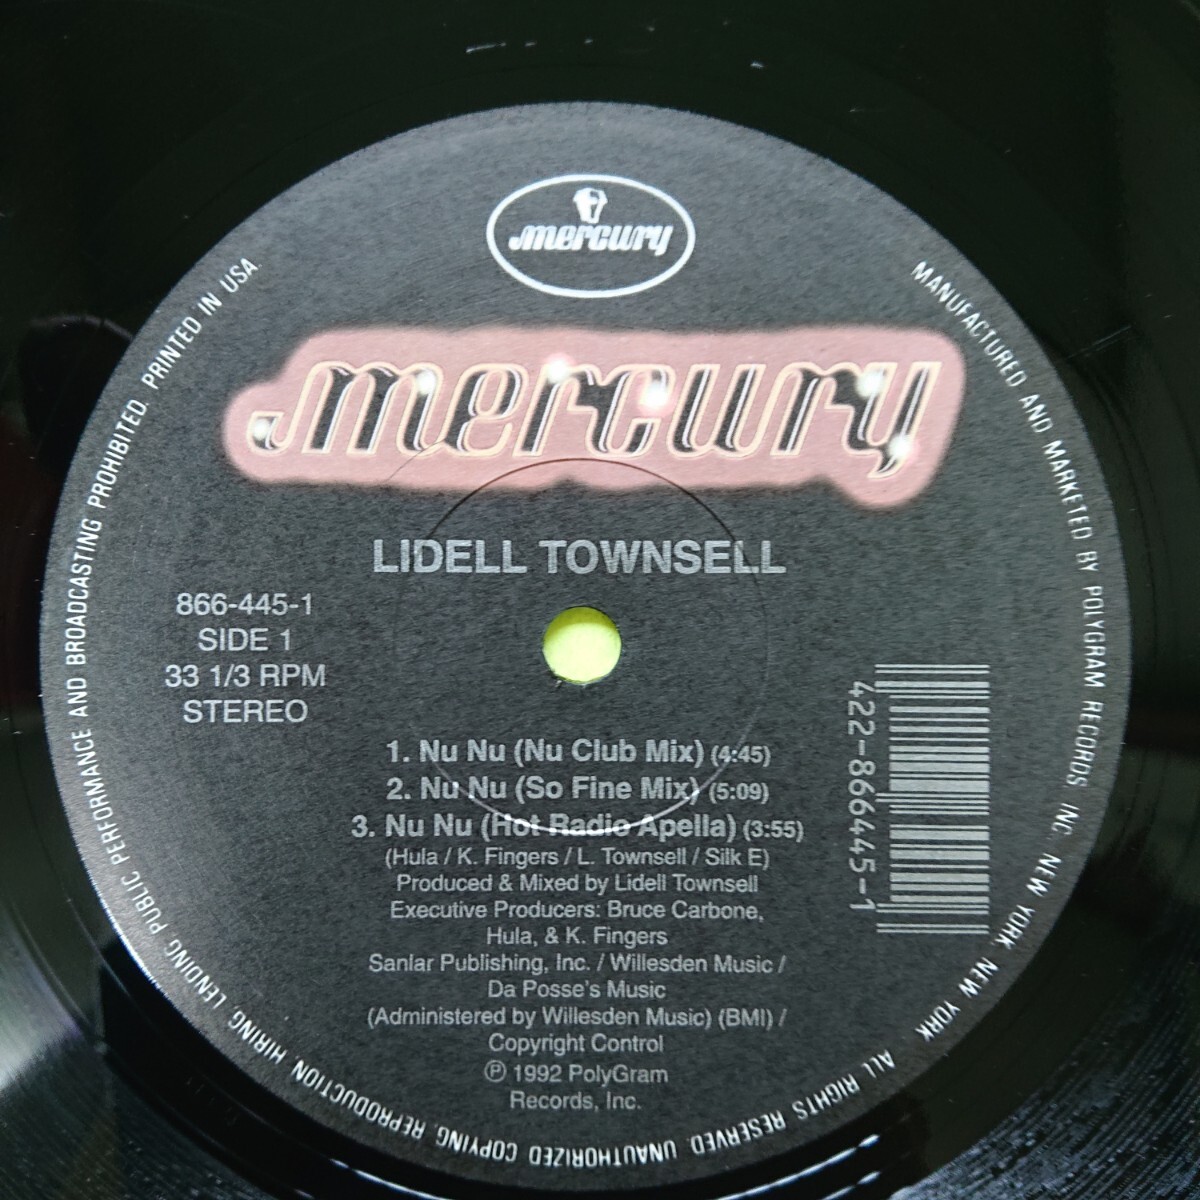 mercury
mercury
LIDELL TOWNSELL
866-445-1
SIDE 1
33 1/3 RPM
STEREO
422-866445-1
1. Nu Nu (Nu Club Mix) (4:45)
2. Nu Nu (So Fine Mix) (5:09)
3. Nu Nu (Hot Radio Apella) (3:55)
(Hula / K. Fingers / L. Townsell / Silk E)
Produced & Mixed by Lidell Townsell
Executive Producers: Bruce Carbone,
Hula, & K. Fingers
Sanlar Publishing, Inc. / Willesden Music /
Da Posse's Music
(Administered by Willesden Music) (BMI) /
Copyright Control
℗ 1992 PolyGram
Records, Inc.
MANUFACTURED AND MARKETED BY POLYGRAM RECORDS, INC. NEW YORK, NEW YORK. ALL RIGHTS RESERVED. UNAUTHORIZED COPYING, REPRODUCTION, HIRING, LENDING, PUBLIC PERFORMANCE AND BROADCASTING PROHIBITED. PRINTED IN USA.